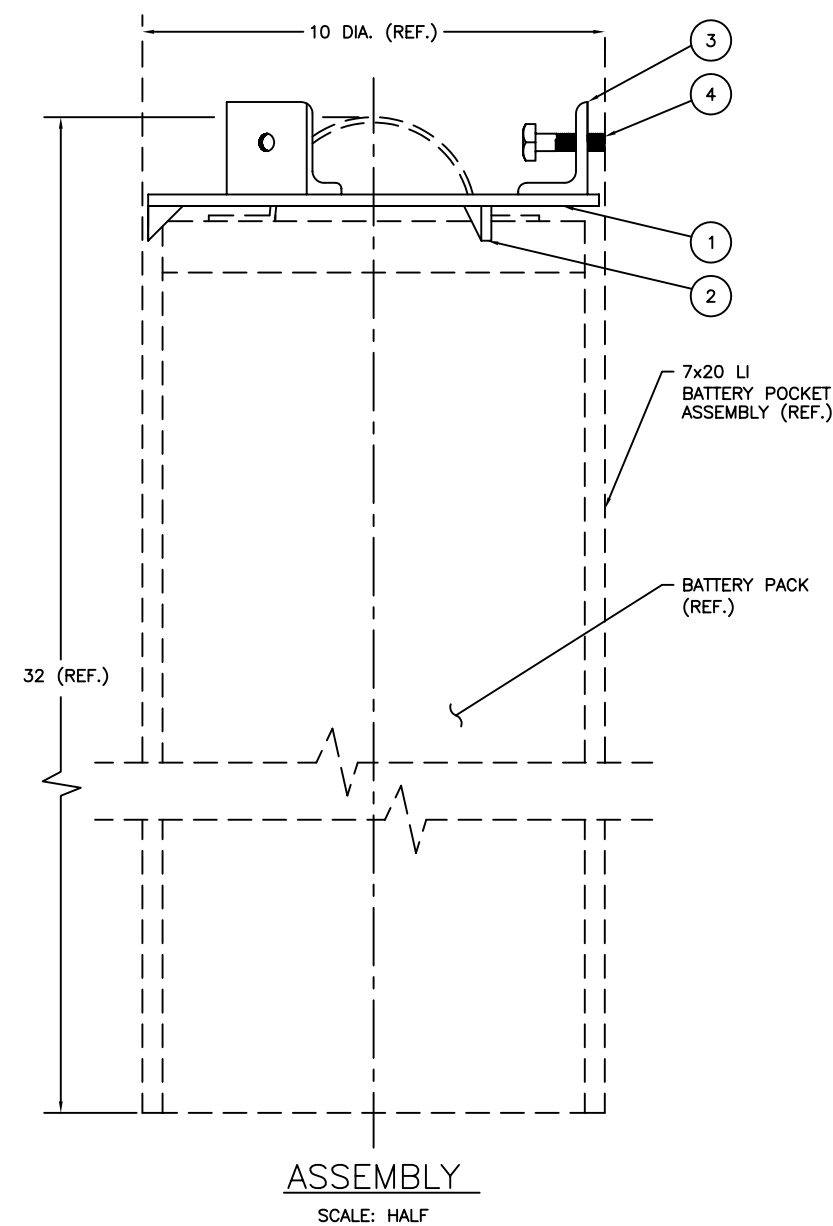 10 DIA. (REF.)
3
4
1
2
7x20 LI
BATTERY POCKET
ASSEMBLY (REF.)
BATTERY PACK
(REF.)
32 (REF.)
ASSEMBLY
SCALE: HALF